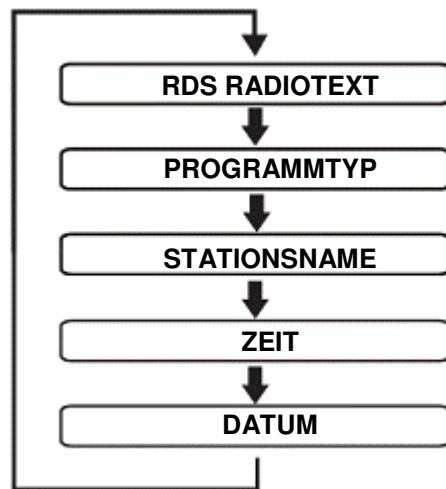 RDS RADIOTEXT
PROGRAMMTYP
STATIONSNAME
ZEIT
DATUM